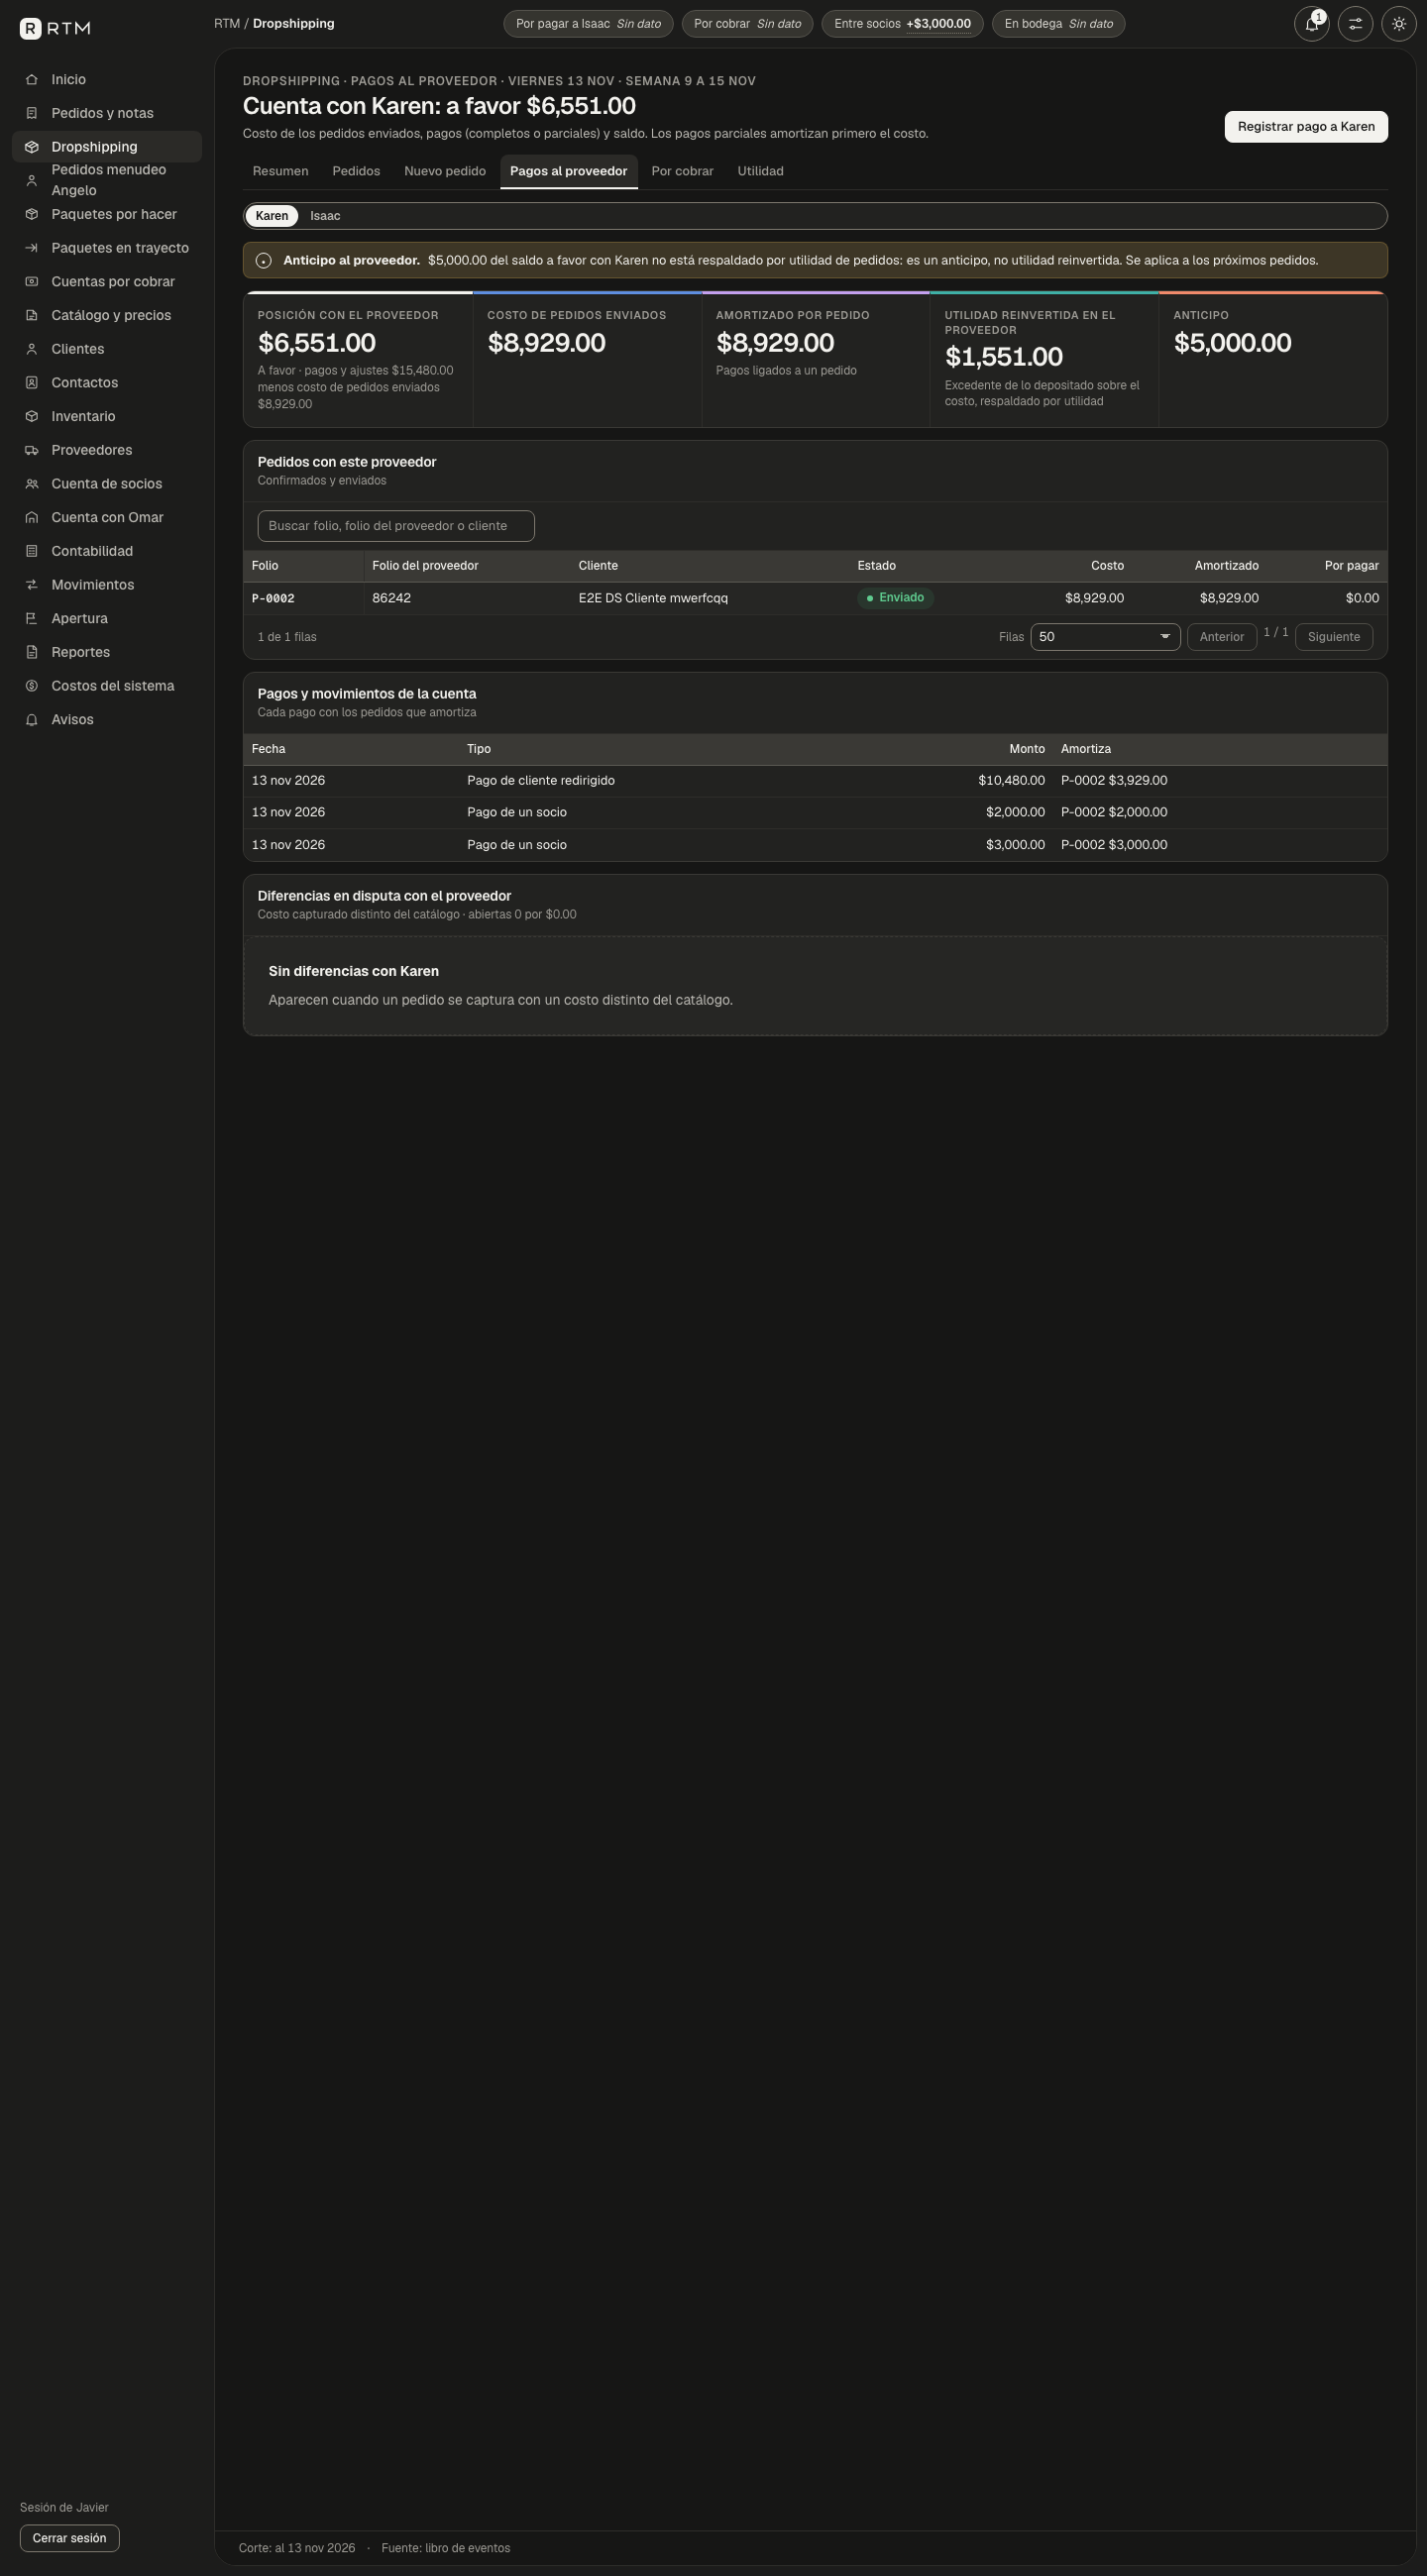 R RTM
RTM / Dropshipping
Por pagar a Isaac Sin dato
Por cobrar Sin dato
Entre socios +$3,000.00
En bodega Sin dato
1
Inicio
Pedidos y notas
Dropshipping
Pedidos menudeo
Angelo
Paquetes por hacer
Paquetes en trayecto
Cuentas por cobrar
Catálogo y precios
Clientes
Contactos
Inventario
Proveedores
Cuenta de socios
Cuenta con Omar
Contabilidad
Movimientos
Apertura
Reportes
Costos del sistema
Avisos
Sesión de Javier
Cerrar sesión
DROPSHIPPING · PAGOS AL PROVEEDOR · VIERNES 13 NOV · SEMANA 9 A 15 NOV
Cuenta con Karen: a favor $6,551.00
Costo de los pedidos enviados, pagos (completos o parciales) y saldo. Los pagos parciales amortizan primero el costo.
Registrar pago a Karen
Resumen Pedidos Nuevo pedido Pagos al proveedor Por cobrar Utilidad
Karen Isaac
Anticipo al proveedor. $5,000.00 del saldo a favor con Karen no está respaldado por utilidad de pedidos: es un anticipo, no utilidad reinvertida. Se aplica a los próximos pedidos.
POSICIÓN CON EL PROVEEDOR
$6,551.00
A favor · pagos y ajustes $15,480.00
menos costo de pedidos enviados
$8,929.00
COSTO DE PEDIDOS ENVIADOS
$8,929.00
AMORTIZADO POR PEDIDO
$8,929.00
Pagos ligados a un pedido
UTILIDAD REINVERTIDA EN EL
PROVEEDOR
$1,551.00
Excedente de lo depositado sobre el
costo, respaldado por utilidad
ANTICIPO
$5,000.00
Pedidos con este proveedor
Confirmados y enviados
Buscar folio, folio del proveedor o cliente
Folio Folio del proveedor Cliente Estado Costo Amortizado Por pagar
P-0002 86242 E2E DS Cliente mwerfcqq Enviado $8,929.00 $8,929.00 $0.00
1 de 1 filas Filas 50 Anterior 1 / 1 Siguiente
Pagos y movimientos de la cuenta
Cada pago con los pedidos que amortiza
Fecha Tipo Monto Amortiza
13 nov 2026 Pago de cliente redirigido $10,480.00 P-0002 $3,929.00
13 nov 2026 Pago de un socio $2,000.00 P-0002 $2,000.00
13 nov 2026 Pago de un socio $3,000.00 P-0002 $3,000.00
Diferencias en disputa con el proveedor
Costo capturado distinto del catálogo · abiertas 0 por $0.00
Sin diferencias con Karen
Aparecen cuando un pedido se captura con un costo distinto del catálogo.
Corte: al 13 nov 2026 · Fuente: libro de eventos